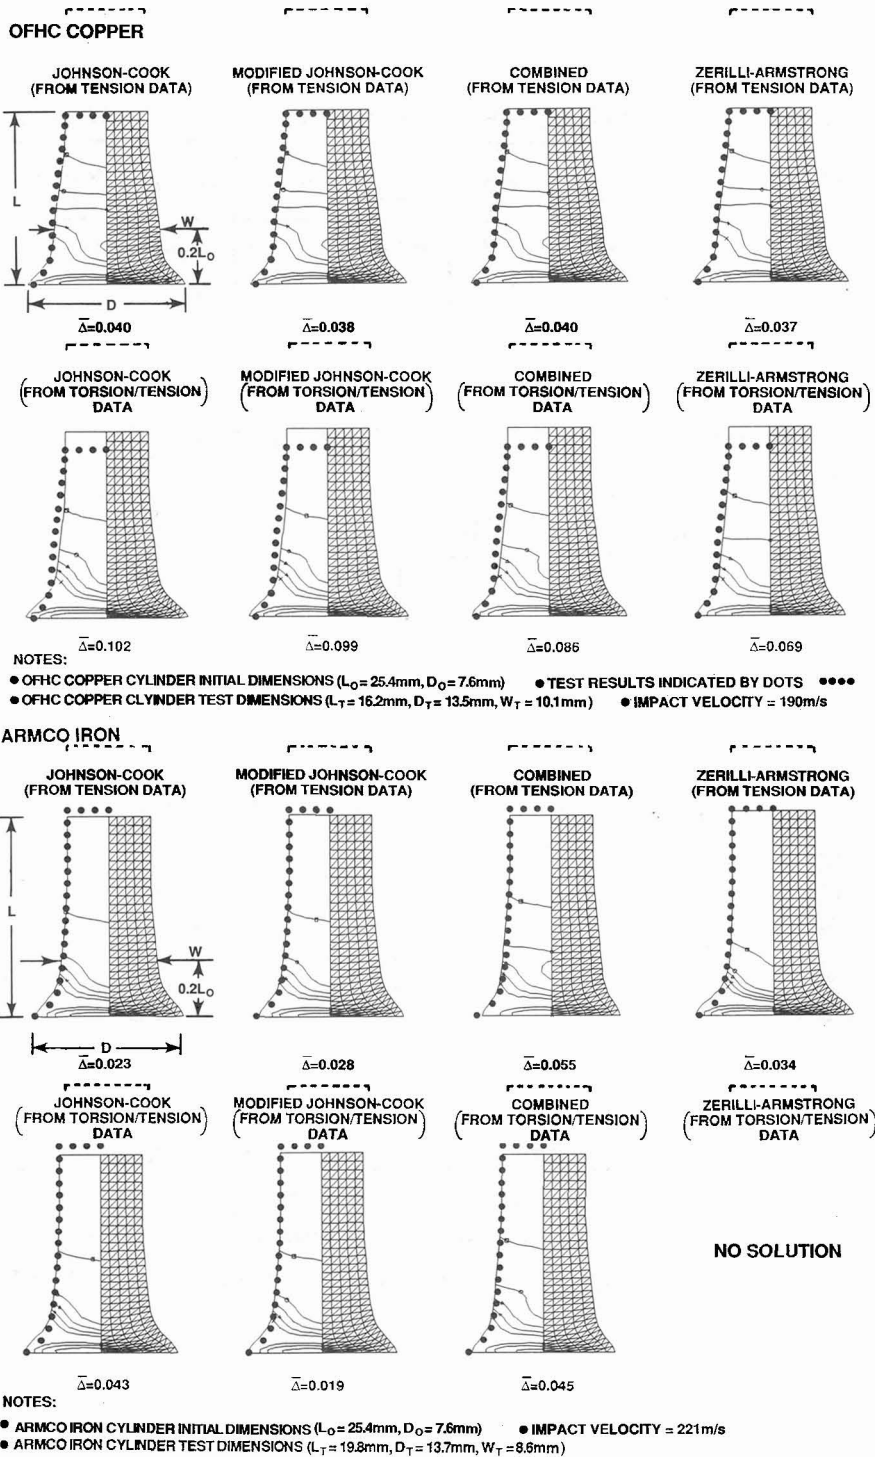 OFHC COPPER
JOHNSON-COOK
(FROM TENSION DATA)
MODIFIED JOHNSON-COOK
(FROM TENSION DATA)
COMBINED
(FROM TENSION DATA)
ZERILLI-ARMSTRONG
(FROM TENSION DATA)
L
W
0.2L₀
D
Δ̅=0.040
Δ̅=0.038
Δ̅=0.040
Δ̅=0.037
JOHNSON-COOK
(FROM TORSION/TENSION)
DATA
MODIFIED JOHNSON-COOK
(FROM TORSION/TENSION)
DATA
COMBINED
(FROM TORSION/TENSION)
DATA
ZERILLI-ARMSTRONG
(FROM TORSION/TENSION)
DATA
Δ̅=0.102
Δ̅=0.099
Δ̅=0.086
Δ̅=0.069
NOTES:
● OFHC COPPER CYLINDER INITIAL DIMENSIONS (L₀= 25.4mm, D₀= 7.6mm) ● TEST RESULTS INDICATED BY DOTS ●●●●
● OFHC COPPER CLYINDER TEST DIMENSIONS (L_T= 16.2mm, D_T= 13.5mm, W_T= 10.1mm) ● IMPACT VELOCITY = 190m/s
ARMCO IRON
JOHNSON-COOK
(FROM TENSION DATA)
MODIFIED JOHNSON-COOK
(FROM TENSION DATA)
COMBINED
(FROM TENSION DATA)
ZERILLI-ARMSTRONG
(FROM TENSION DATA)
L
W
0.2L₀
D
Δ̅=0.023
Δ̅=0.028
Δ̅=0.055
Δ̅=0.034
JOHNSON-COOK
(FROM TORSION/TENSION)
DATA
MODIFIED JOHNSON-COOK
(FROM TORSION/TENSION)
DATA
COMBINED
(FROM TORSION/TENSION)
DATA
ZERILLI-ARMSTRONG
(FROM TORSION/TENSION)
DATA
NO SOLUTION
Δ̅=0.043
Δ̅=0.019
Δ̅=0.045
NOTES:
● ARMCO IRON CYLINDER INITIAL DIMENSIONS (L₀= 25.4mm, D₀= 7.6mm) ● IMPACT VELOCITY = 221m/s
● ARMCO IRON CYLINDER TEST DIMENSIONS (L_T= 19.8mm, D_T= 13.7mm, W_T=8.6mm)